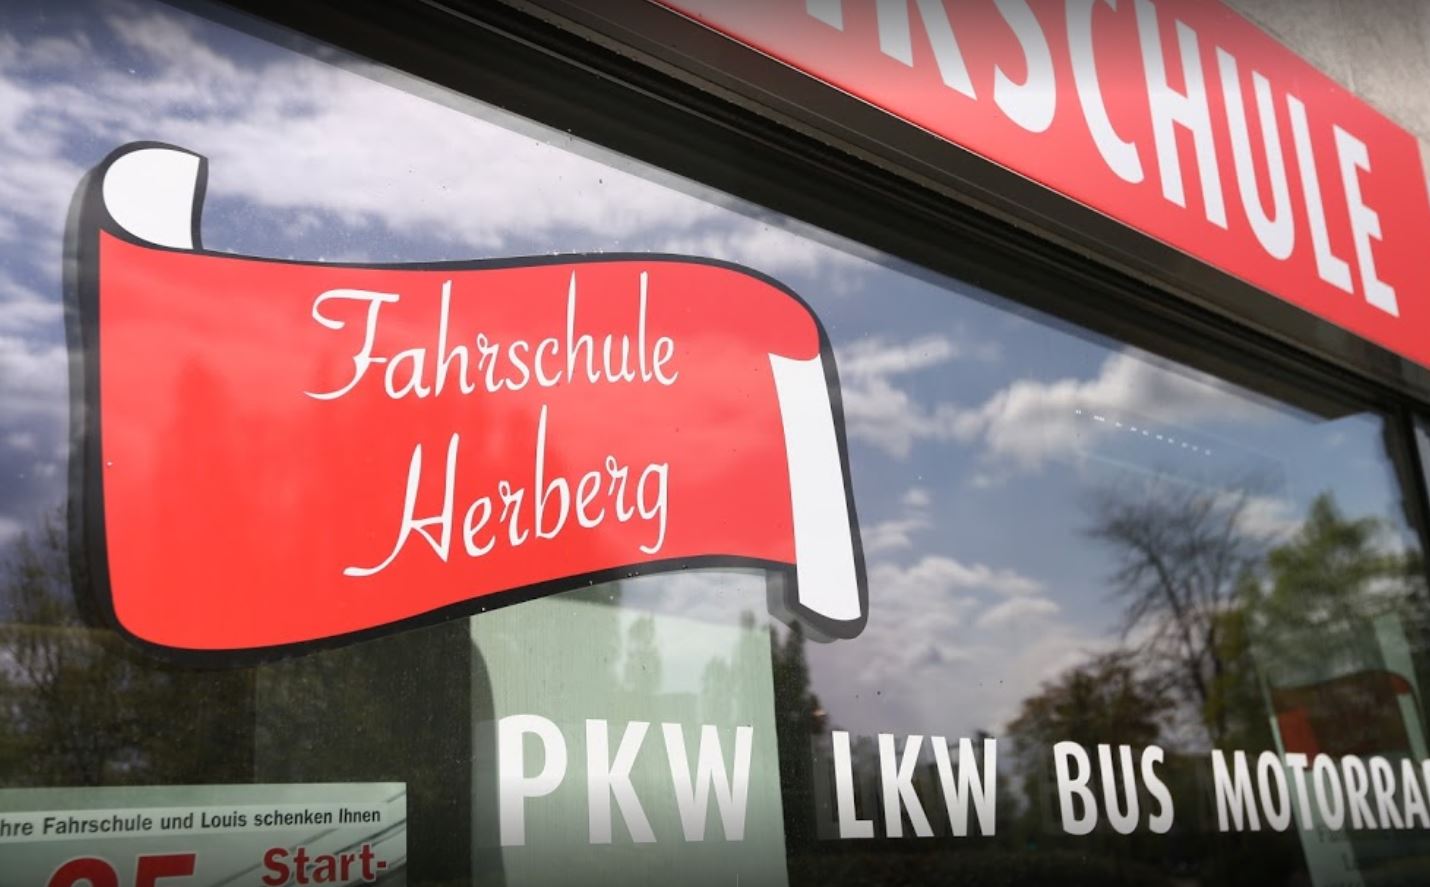 SCHULE
Fahrschule
Herberg
PKW LKW BUS MOTORRA
hre Fahrschule und Louis schenken Ihnen
Start-